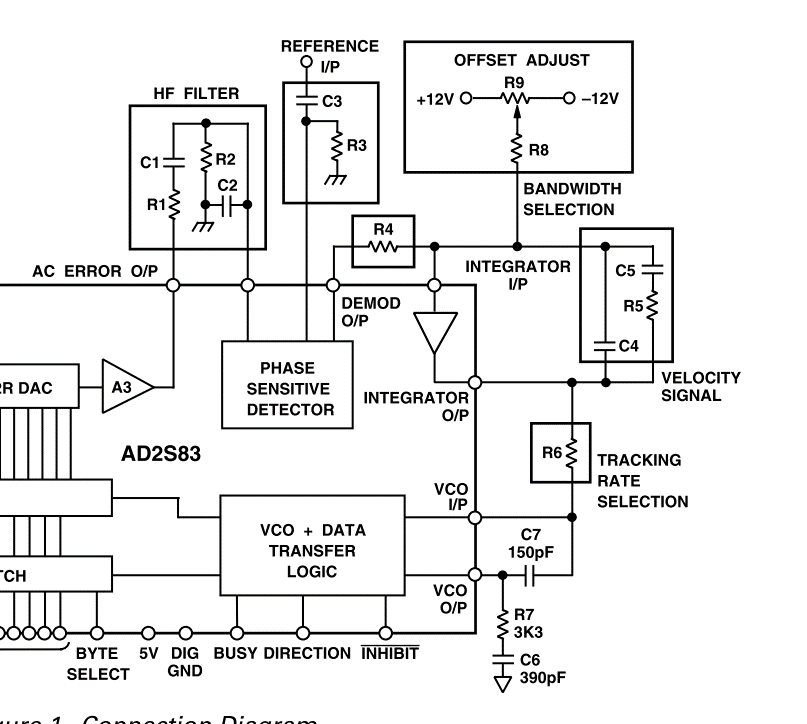 REFERENCE
I/P
OFFSET ADJUST
R9
+12V
–12V
R8
HF FILTER
C3
R3
C1
R2
C2
R1
BANDWIDTH
SELECTION
R4
AC ERROR O/P
INTEGRATOR
I/P
C5
R5
C4
DEMOD
O/P
PHASE
SENSITIVE
DETECTOR
A3
R DAC
INTEGRATOR
O/P
VELOCITY
SIGNAL
AD2S83
R6
TRACKING
RATE
SELECTION
VCO
I/P
VCO + DATA
TRANSFER
LOGIC
C7
150pF
TCH
VCO
O/P
R7
3K3
C6
390pF
BYTE
SELECT
5V
DIG
GND
BUSY
DIRECTION
INHIBIT
Connection Diagram